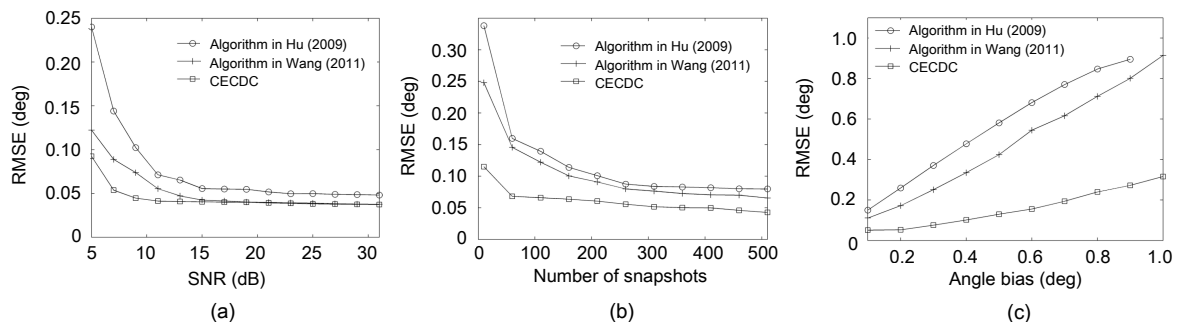 0.25
0.20
0.15
0.10
0.05
0
RMSE (deg)
Algorithm in Hu (2009)
Algorithm in Wang (2011)
CECDC
5 10 15 20 25 30
SNR (dB)
(a)
0.35
0.30
0.25
0.20
0.15
0.10
0.05
0
RMSE (deg)
Algorithm in Hu (2009)
Algorithm in Wang (2011)
CECDC
0 100 200 300 400 500
Number of snapshots
(b)
1.0
0.8
0.6
0.4
0.2
0
RMSE (deg)
Algorithm in Hu (2009)
Algorithm in Wang (2011)
CECDC
0.2 0.4 0.6 0.8 1.0
Angle bias (deg)
(c)